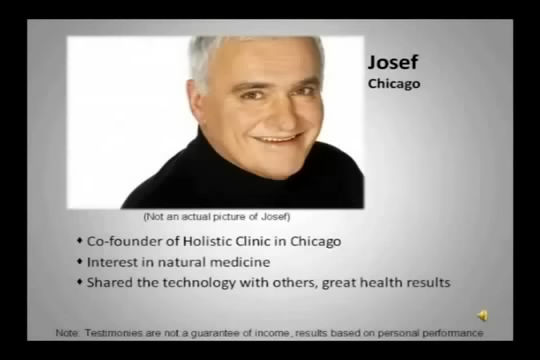 Josef
Chicago
(Not an actual picture of Josef)
Co-founder of Holistic Clinic in Chicago
Interest in natural medicine
Shared the technology with others, great health results
Note: Testimonies are not a guarantee of income, results based on personal performance